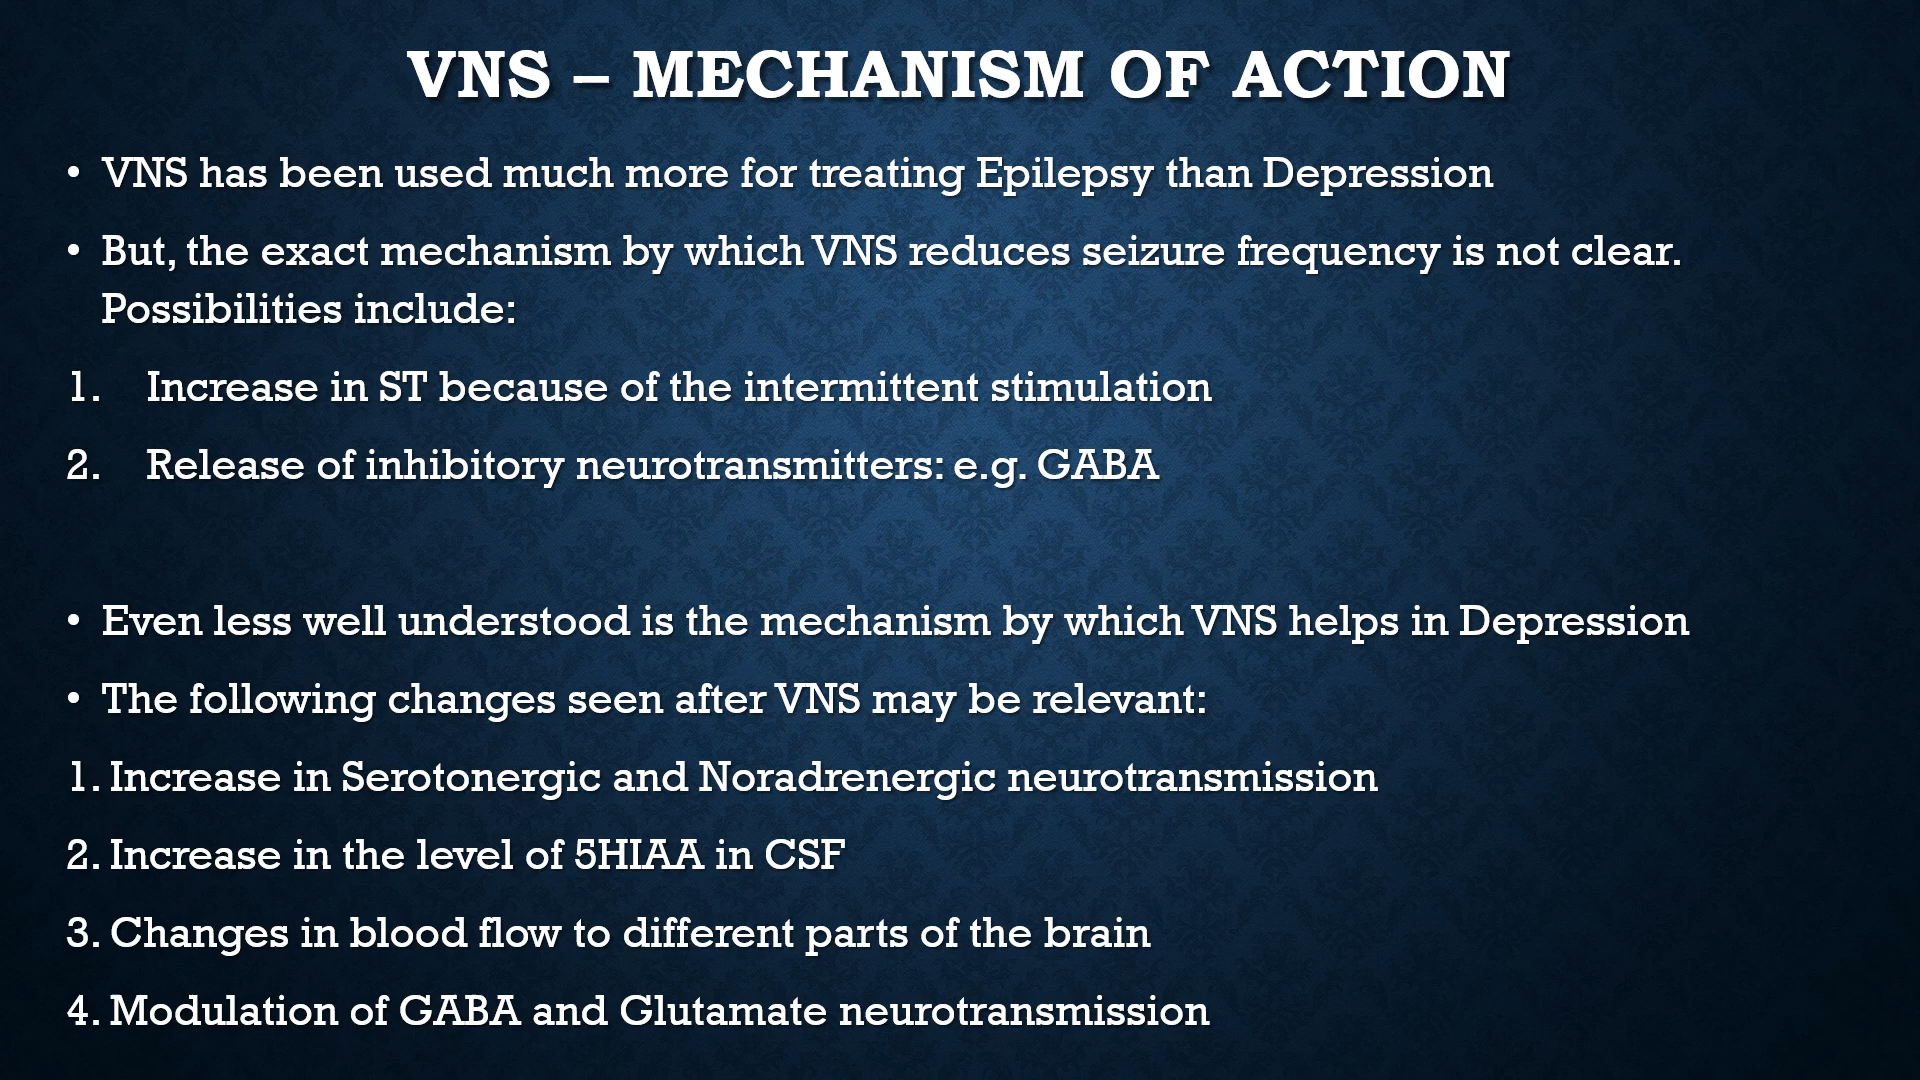 VNS – MECHANISM OF ACTION
• VNS has been used much more for treating Epilepsy than Depression
• But, the exact mechanism by which VNS reduces seizure frequency is not clear.
Possibilities include:
1. Increase in ST because of the intermittent stimulation
2. Release of inhibitory neurotransmitters: e.g. GABA
• Even less well understood is the mechanism by which VNS helps in Depression
• The following changes seen after VNS may be relevant:
1. Increase in Serotonergic and Noradrenergic neurotransmission
2. Increase in the level of 5HIAA in CSF
3. Changes in blood flow to different parts of the brain
4. Modulation of GABA and Glutamate neurotransmission